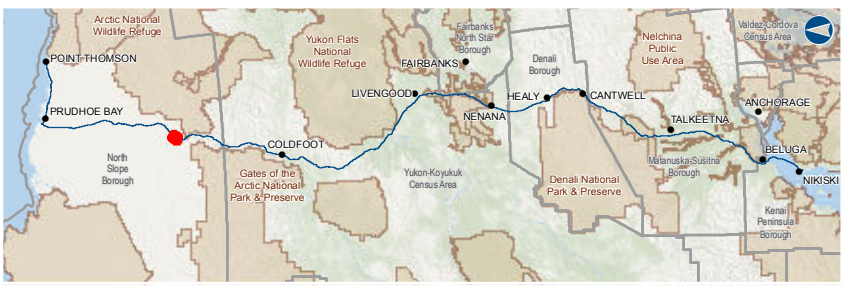 Arctic National
Wildlife Refuge
POINT THOMSON
PRUDHOE BAY
North
Slope
Borough
COLDFOOT
Gates of the
Arctic National
Park & Preserve
Yukon Flats
National
Wildlife Refuge
LIVENGOOD
FAIRBANKS
Fairbanks
North Star
Borough
NENANA
Yukon-Koyukuk
Census Area
Denali
Borough
HEALY
CANTWELL
Denali National
Park & Preserve
Nelchina
Public
Use Area
TALKEETNA
Matanuska-Susitna
Borough
Valdez-Cordova
Census Area
ANCHORAGE
BELUGA
NIKISKI
Kenai
Peninsula
Borough